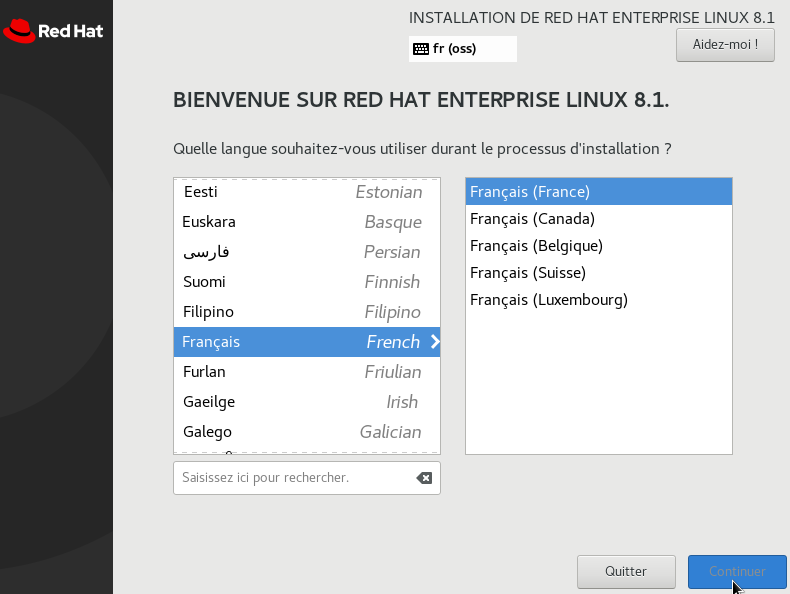 Red Hat
INSTALLATION DE RED HAT ENTERPRISE LINUX 8.1
fr (oss)
Aidez-moi !
BIENVENUE SUR RED HAT ENTERPRISE LINUX 8.1.
Quelle langue souhaitez-vous utiliser durant le processus d'installation ?
Eesti Estonian
Euskara Basque
فارسی Persian
Suomi Finnish
Filipino Filipino
Français French
Furlan Friulian
Gaeilge Irish
Galego Galician
Saisissez ici pour rechercher.
Français (France)
Français (Canada)
Français (Belgique)
Français (Suisse)
Français (Luxembourg)
Quitter
Continuer